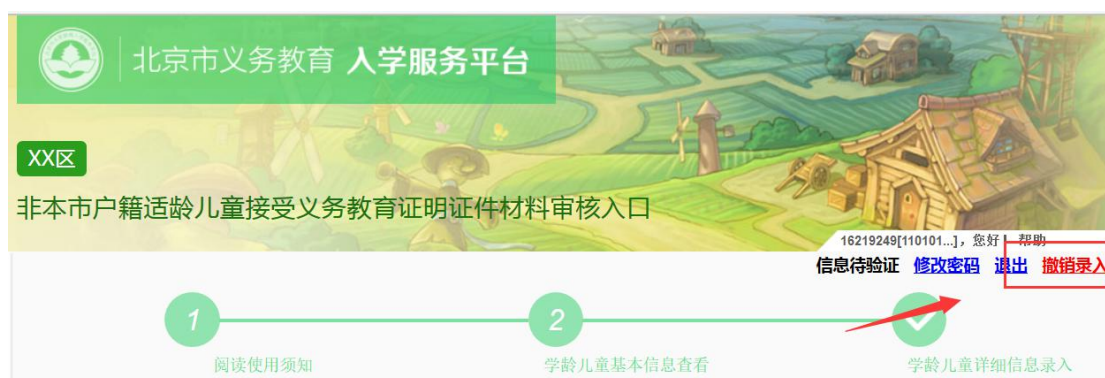 北京市义务教育 入学服务平台
XX区
非本市户籍适龄儿童接受义务教育证明证件材料审核入口
16219249[110101...]，您好！ 帮助
信息待验证 修改密码 退出 撤销录入
1 2
阅读使用须知 学龄儿童基本信息查看 学龄儿童详细信息录入